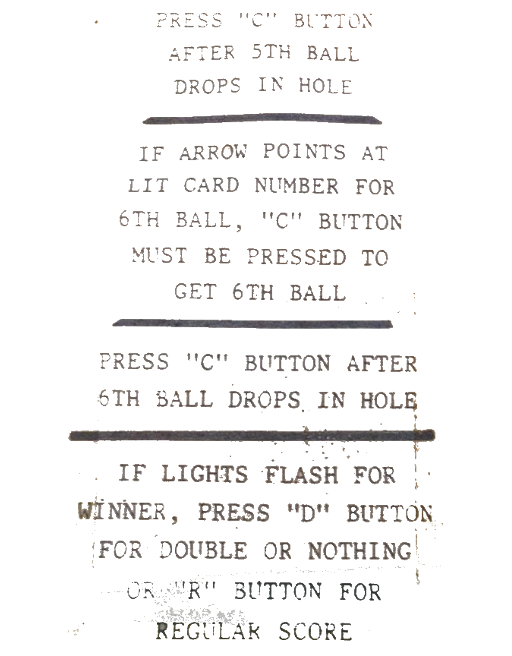 PRESS "C" BUTTON
AFTER 5TH BALL
DROPS IN HOLE
IF ARROW POINTS AT
LIT CARD NUMBER FOR
6TH BALL, "C" BUTTON
MUST BE PRESSED TO
GET 6TH BALL
PRESS "C" BUTTON AFTER
6TH BALL DROPS IN HOLE
IF LIGHTS FLASH FOR
WINNER, PRESS "D" BUTTON
FOR DOUBLE OR NOTHING
OR "R" BUTTON FOR
REGULAR SCORE